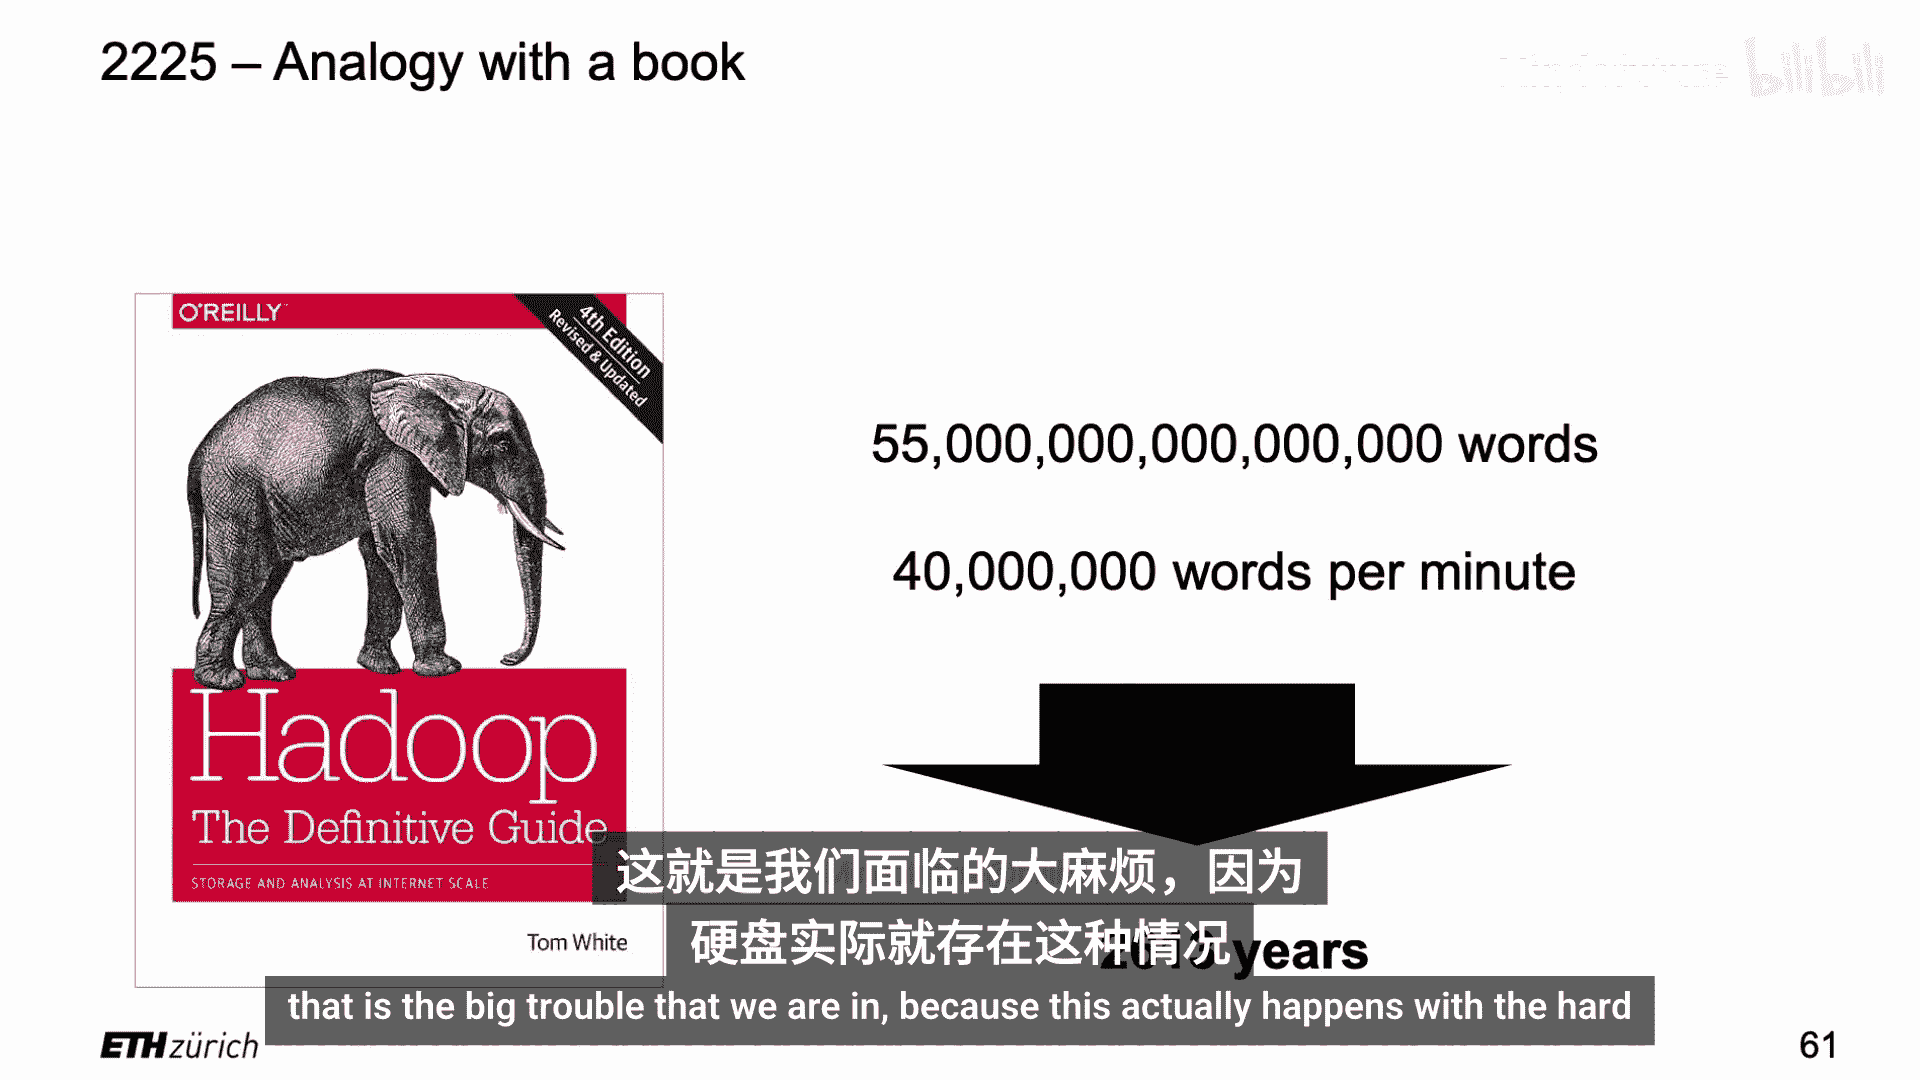 2225 – Analogy with a book
bilibili
O'REILLY
4th Edition
Revised & Updated
55,000,000,000,000,000 words
40,000,000 words per minute
Hadoop
The Definitive Guide
STORAGE AND ANALYSIS AT INTERNET SCALE
Tom White
years
这就是我们面临的大麻烦，因为
硬盘实际就存在这种情况
that is the big trouble that we are in, because this actually happens with the hard
ETH zürich
61